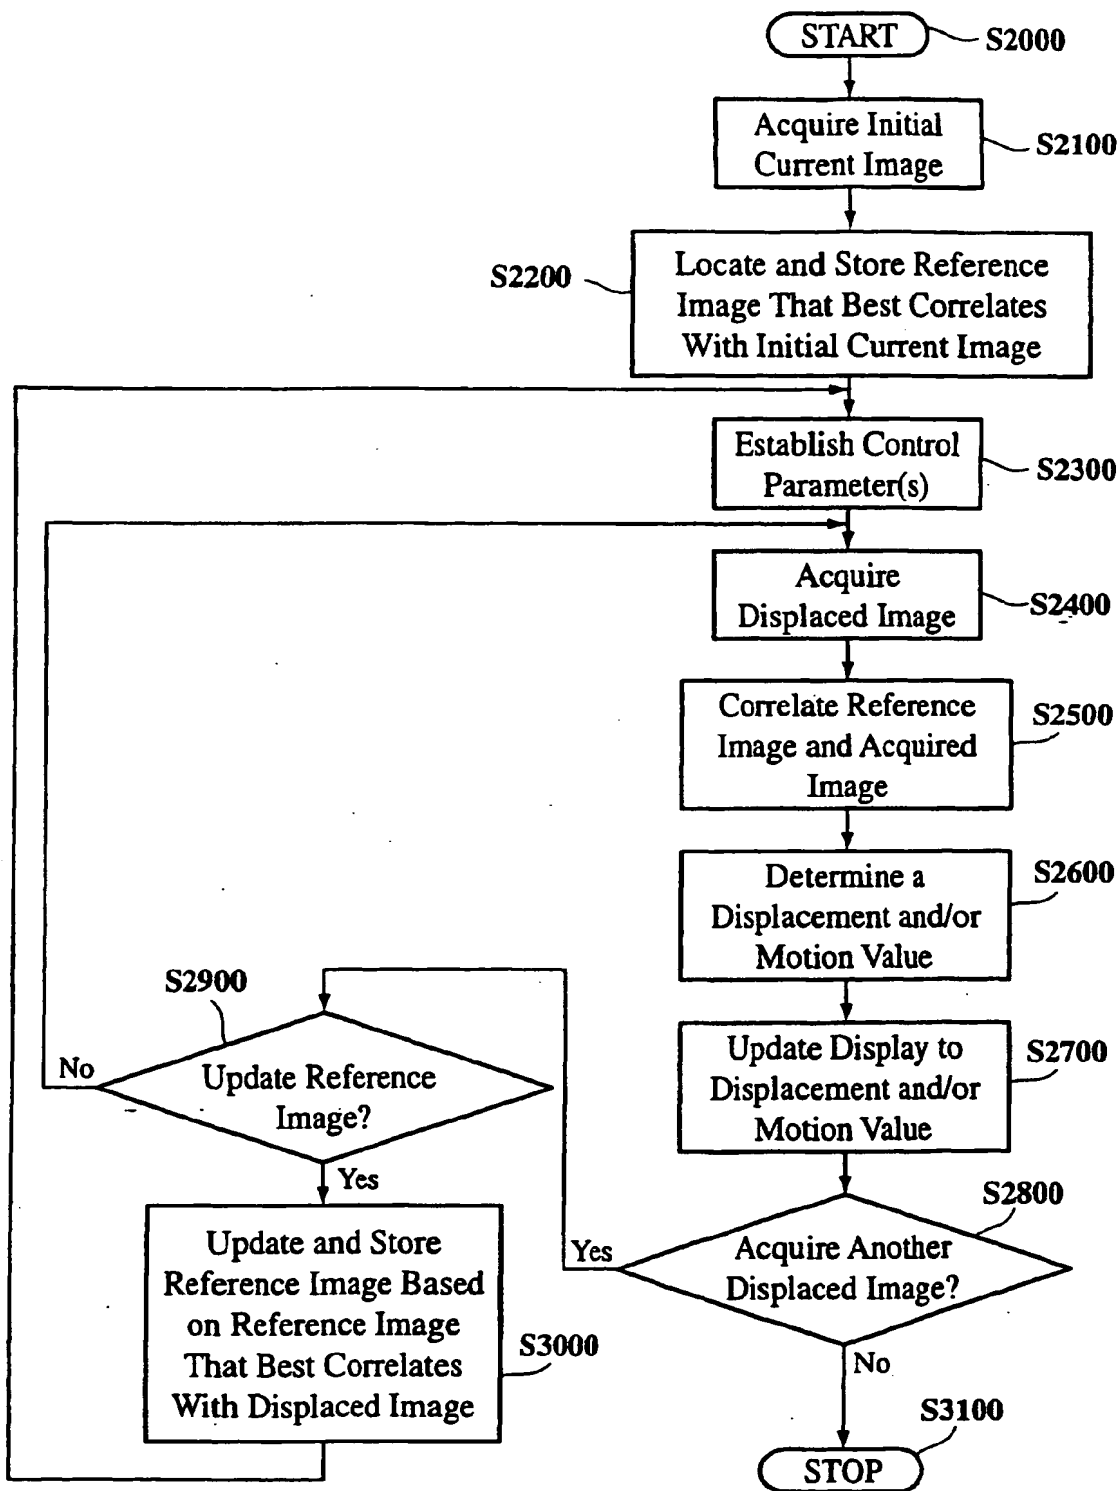 START
S2000
Acquire Initial
Current Image
S2100
S2200
Locate and Store Reference
Image That Best Correlates
With Initial Current Image
Establish Control
Parameter(s)
S2300
Acquire
Displaced Image
S2400
Correlate Reference
Image and Acquired
Image
S2500
Determine a
Displacement and/or
Motion Value
S2600
Update Display to
Displacement and/or
Motion Value
S2700
S2800
Acquire Another
Displaced Image?
Yes
No
S2900
Update Reference
Image?
No
Yes
Update and Store
Reference Image Based
on Reference Image
That Best Correlates
With Displaced Image
S3000
S3100
STOP